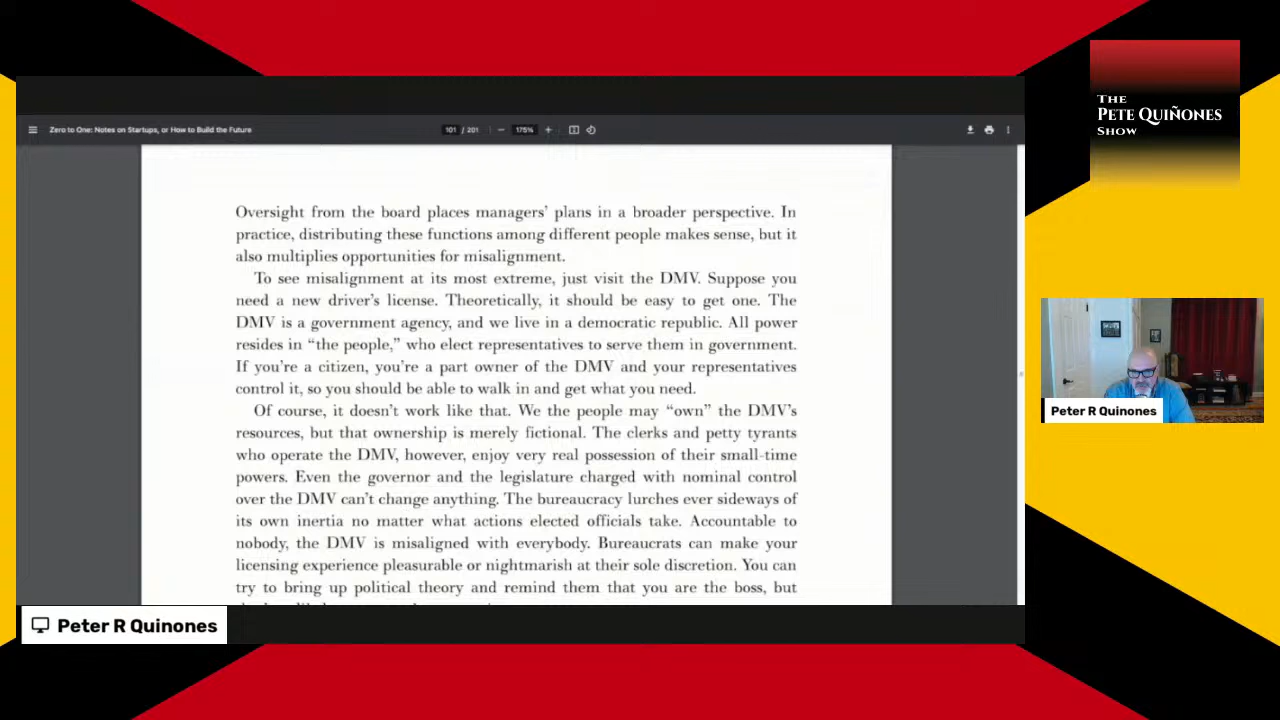 Zero to One: Notes on Startups, or How to Build the Future
101 / 201
175%
Oversight from the board places managers' plans in a broader perspective. In
practice, distributing these functions among different people makes sense, but it
also multiplies opportunities for misalignment.
To see misalignment at its most extreme, just visit the DMV. Suppose you
need a new driver's license. Theoretically, it should be easy to get one. The
DMV is a government agency, and we live in a democratic republic. All power
resides in “the people,” who elect representatives to serve them in government.
If you're a citizen, you're a part owner of the DMV and your representatives
control it, so you should be able to walk in and get what you need.
Of course, it doesn't work like that. We the people may “own” the DMV's
resources, but that ownership is merely fictional. The clerks and petty tyrants
who operate the DMV, however, enjoy very real possession of their small-time
powers. Even the governor and the legislature charged with nominal control
over the DMV can't change anything. The bureaucracy lurches ever sideways of
its own inertia no matter what actions elected officials take. Accountable to
nobody, the DMV is misaligned with everybody. Bureaucrats can make your
licensing experience pleasurable or nightmarish at their sole discretion. You can
try to bring up political theory and remind them that you are the boss, but
Peter R Quinones
THE
PETE QUIÑONES
SHOW
Peter R Quinones